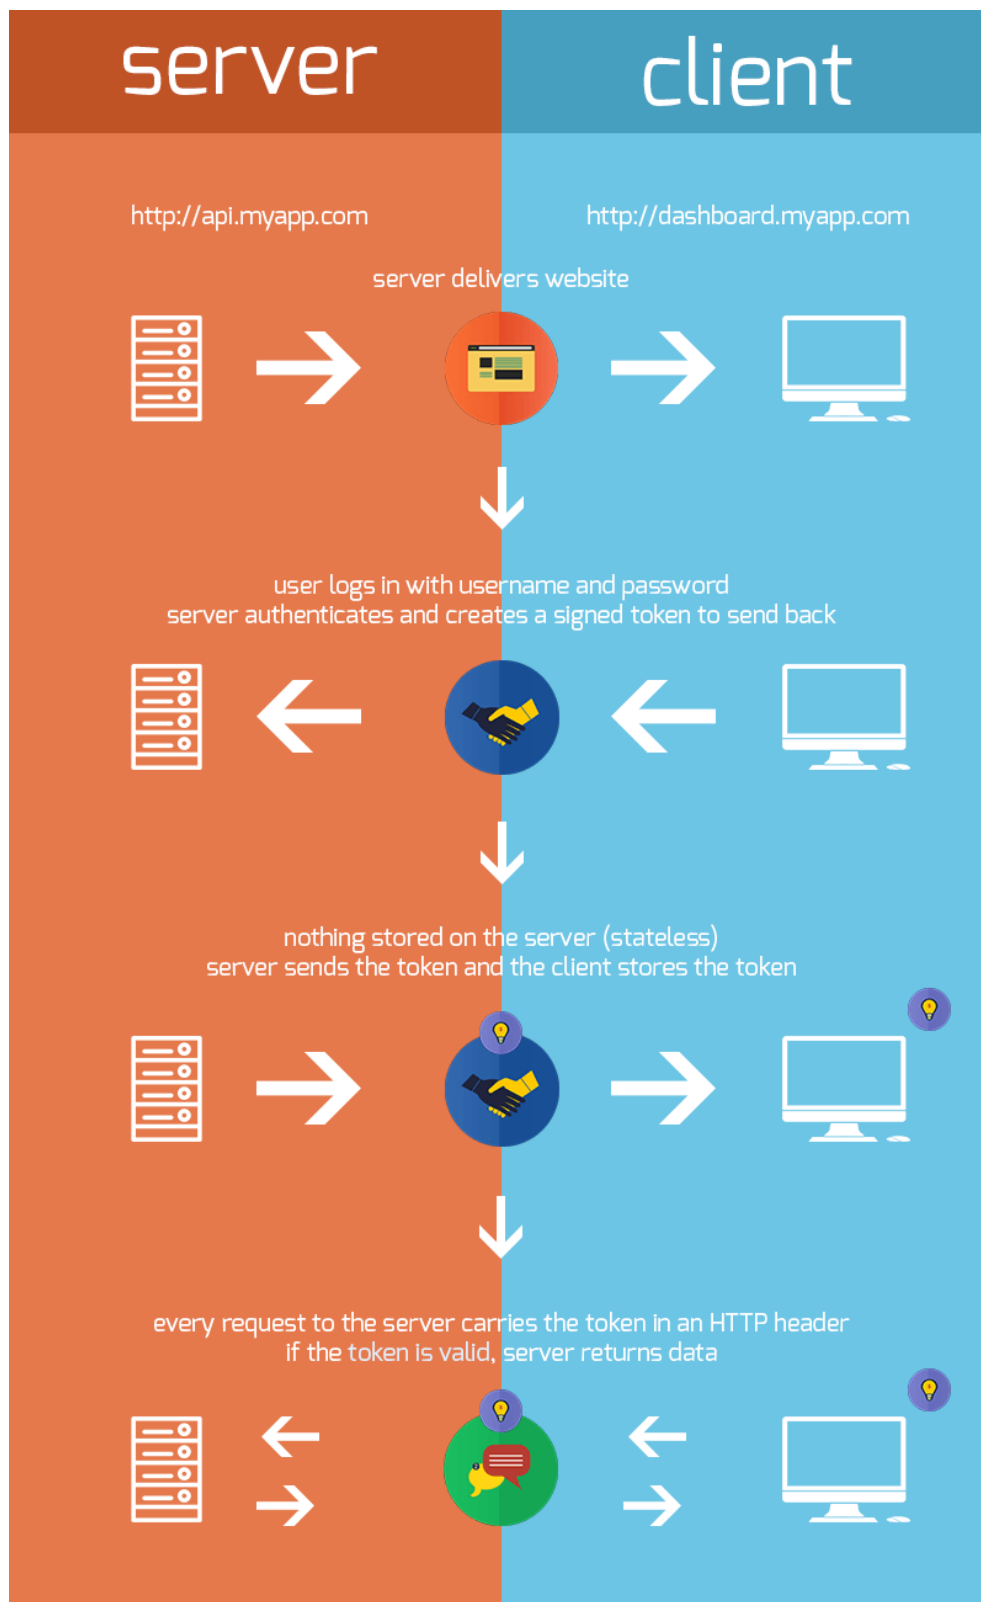 server
client
http://api.myapp.com
http://dashboard.myapp.com
server delivers website
user logs in with username and password
server authenticates and creates a signed token to send back
nothing stored on the server (stateless)
server sends the token and the client stores the token
every request to the server carries the token in an HTTP header
if the token is valid, server returns data